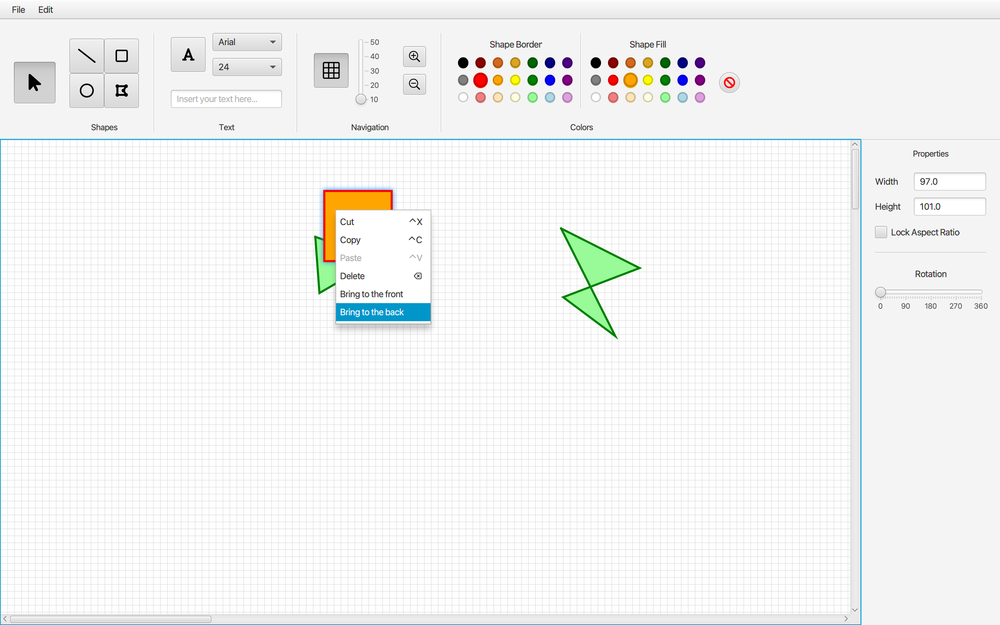 File Edit
A
Arial
24
Insert your text here...
50
40
30
20
10
Shape Border
Shape Fill
Shapes
Text
Navigation
Colors
Properties
Width 97.0
Height 101.0
Lock Aspect Ratio
Rotation
0 90 180 270 360
Cut ^X
Copy ^C
Paste ^V
Delete ⌫
Bring to the front
Bring to the back